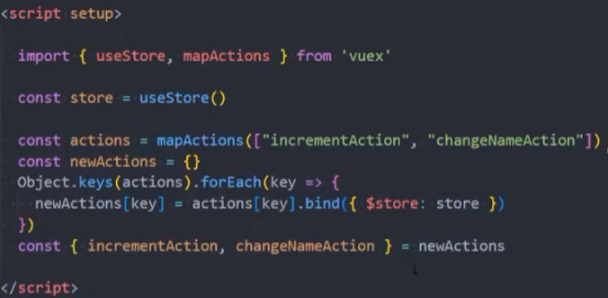 <script setup>
import { useStore, mapActions } from 'vuex'
const store = useStore()
const actions = mapActions(["incrementAction", "changeNameAction"])
const newActions = {}
Object.keys(actions).forEach(key => {
newActions[key] = actions[key].bind({ $store: store })
})
const { incrementAction, changeNameAction } = newActions
</script>